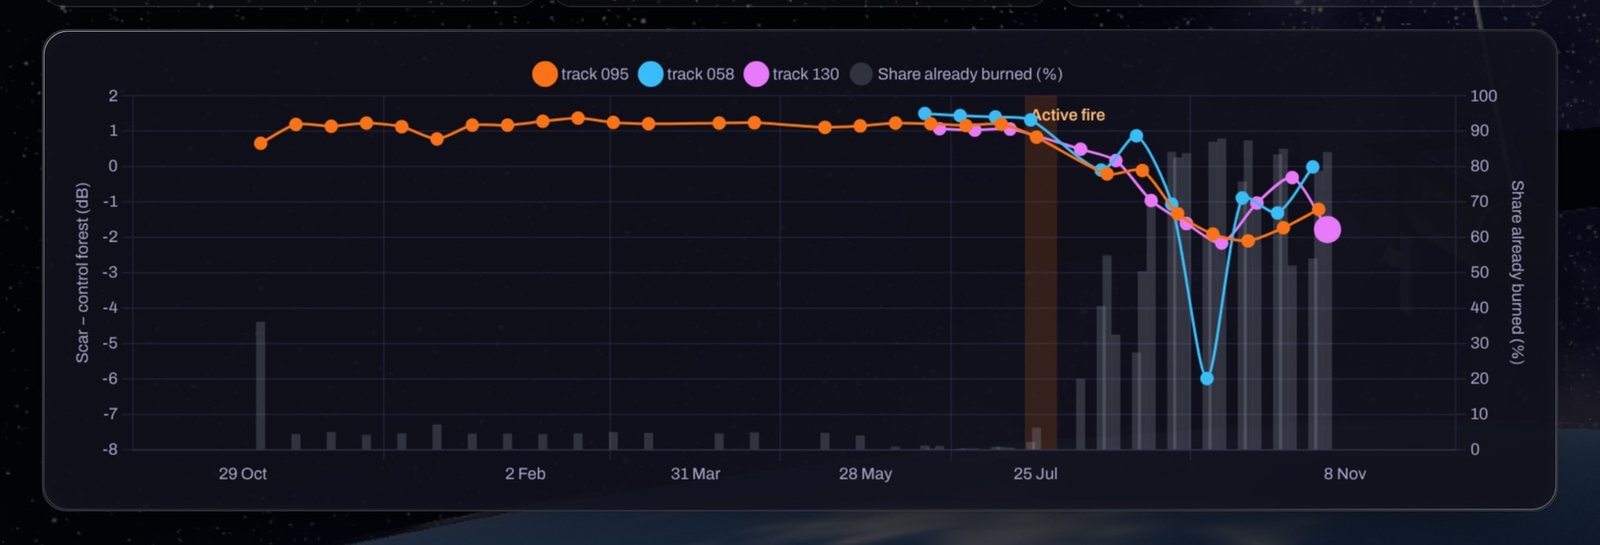 track 095 track 058 track 130 Share already burned (%)
2 100
1 Active fire 90
0 80
-1 70
-2 60
-3 50
-4 40
-5 30
-6 20
-7 10
-8 0
Scar – control forest (dB)
Share already burned (%)
29 Oct 2 Feb 31 Mar 28 May 25 Jul 8 Nov